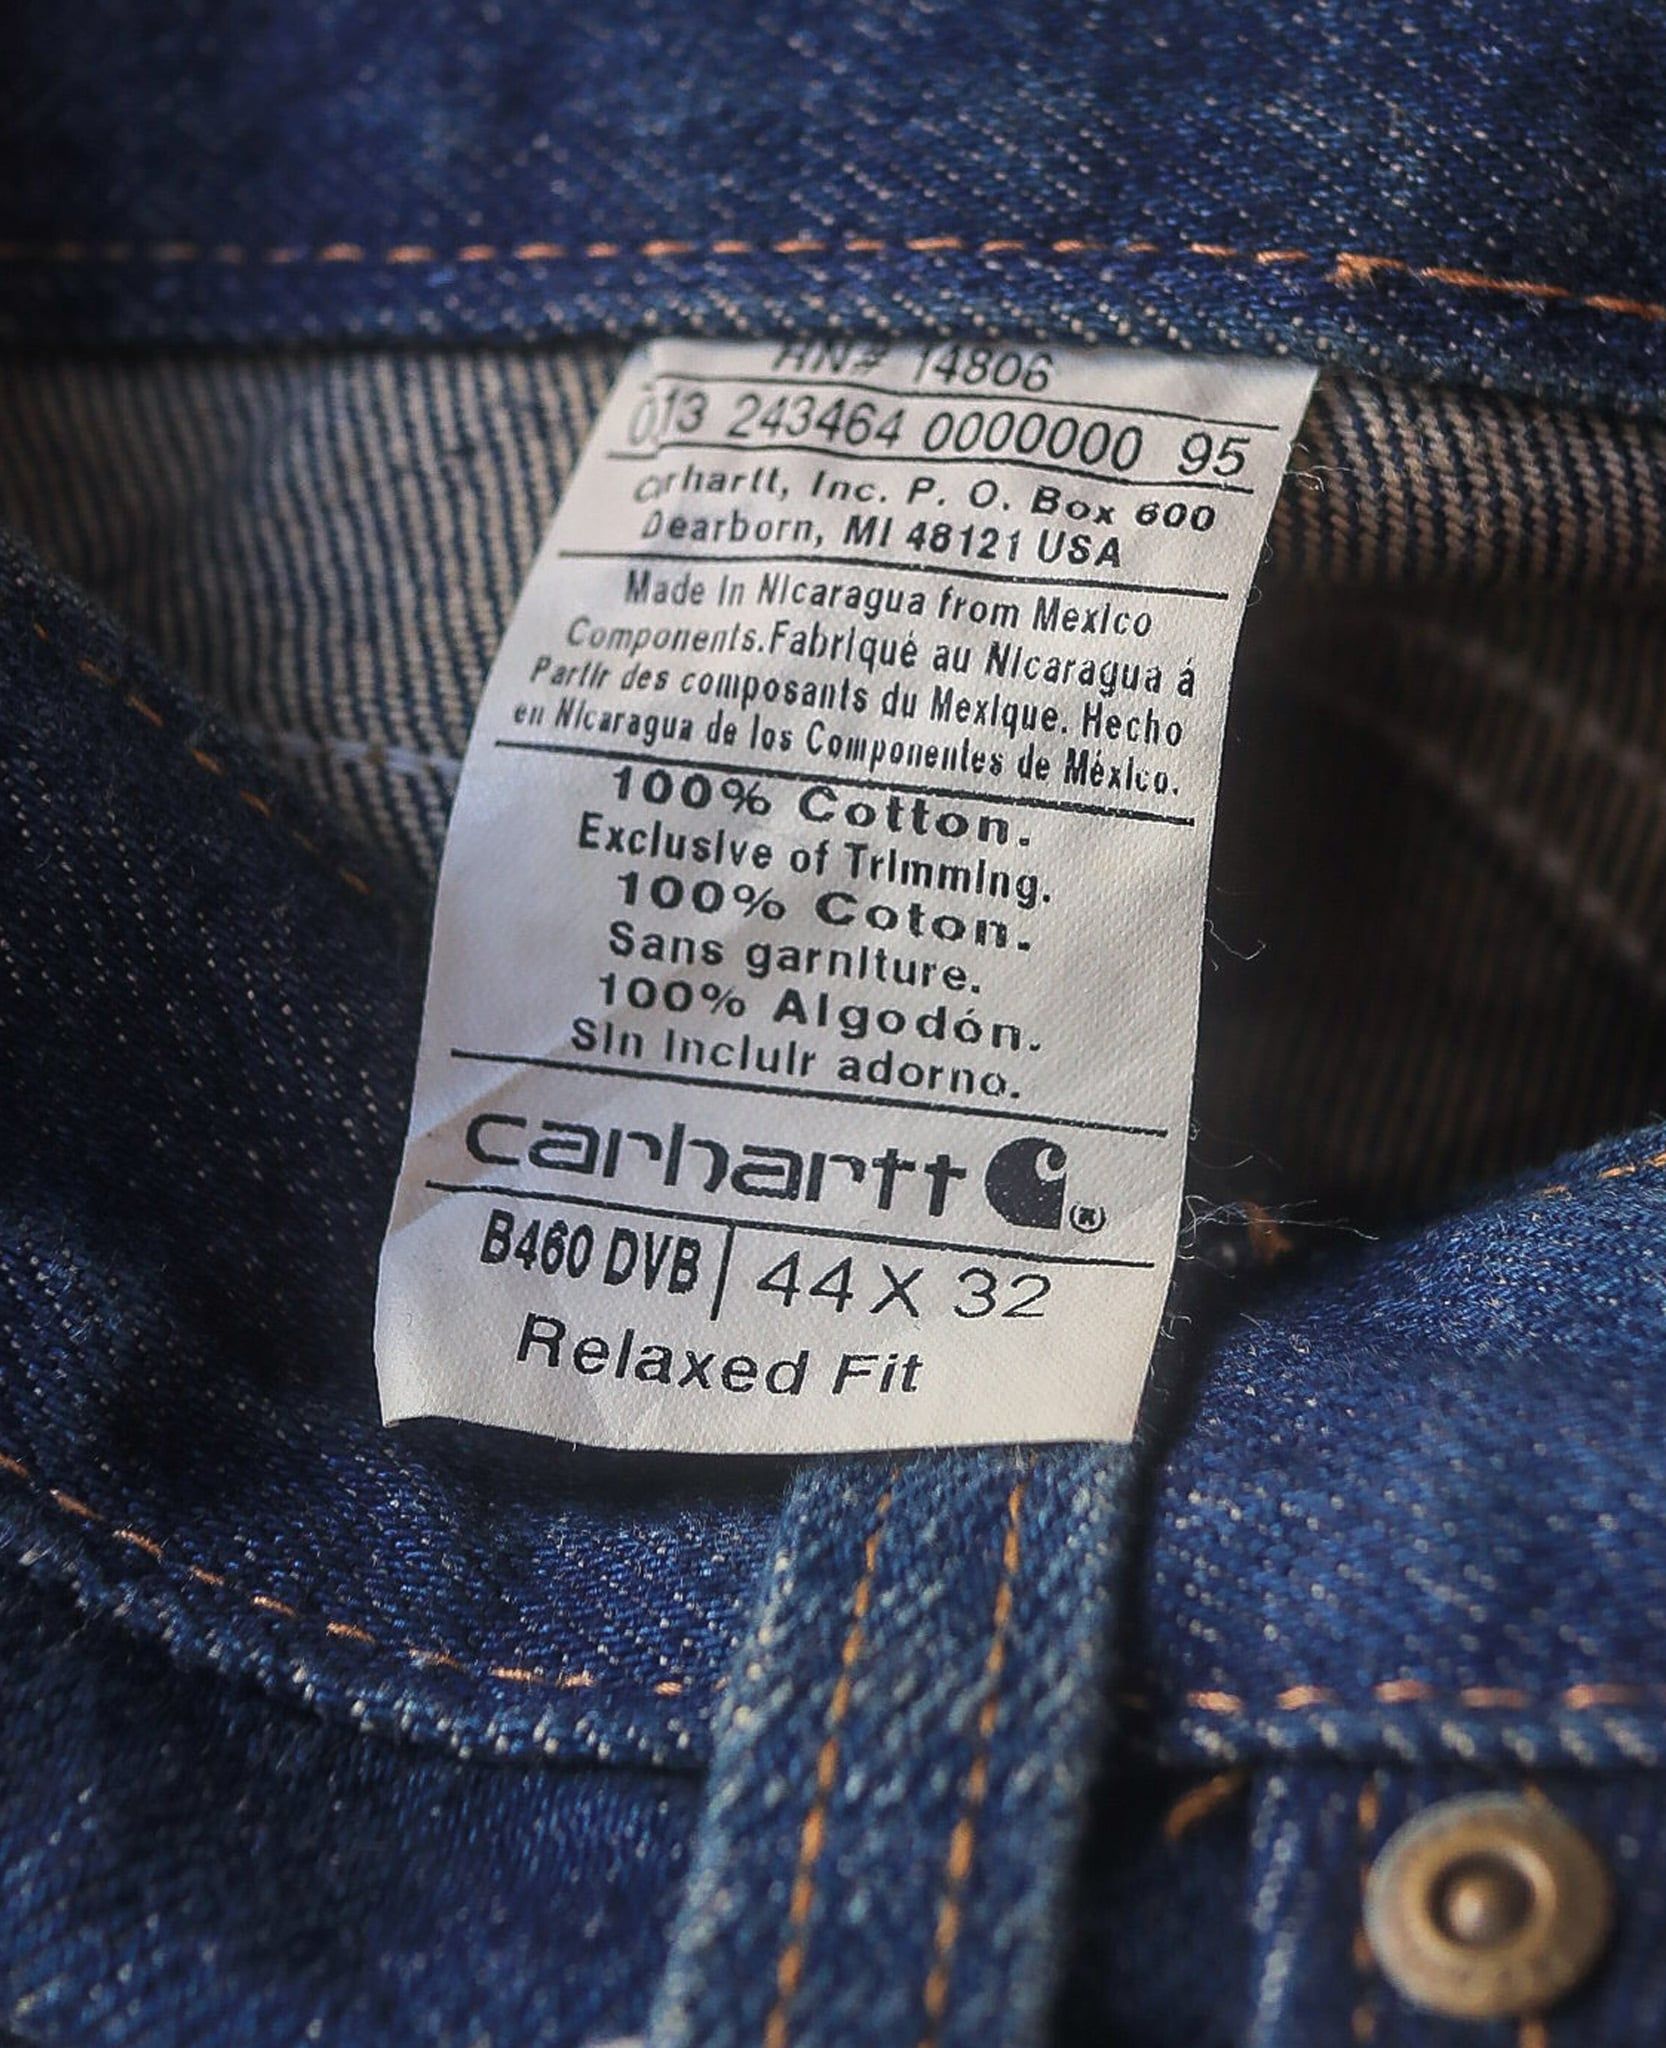 RN# 14806
013 243464 0000000 95
Carhartt, Inc. P. O. Box 600
Dearborn, MI 48121 USA
Made in Nicaragua from Mexico
Components.Fabriqué au Nicaragua á
Partir des composants du Mexique. Hecho
en Nicaragua de los Componentes de México.
100% Cotton.
Exclusive of Trimming.
100% Coton.
Sans garniture.
100% Algodón.
Sin incluir adorno.
carhartt (R)
B460 DVB 44 X 32
Relaxed Fit